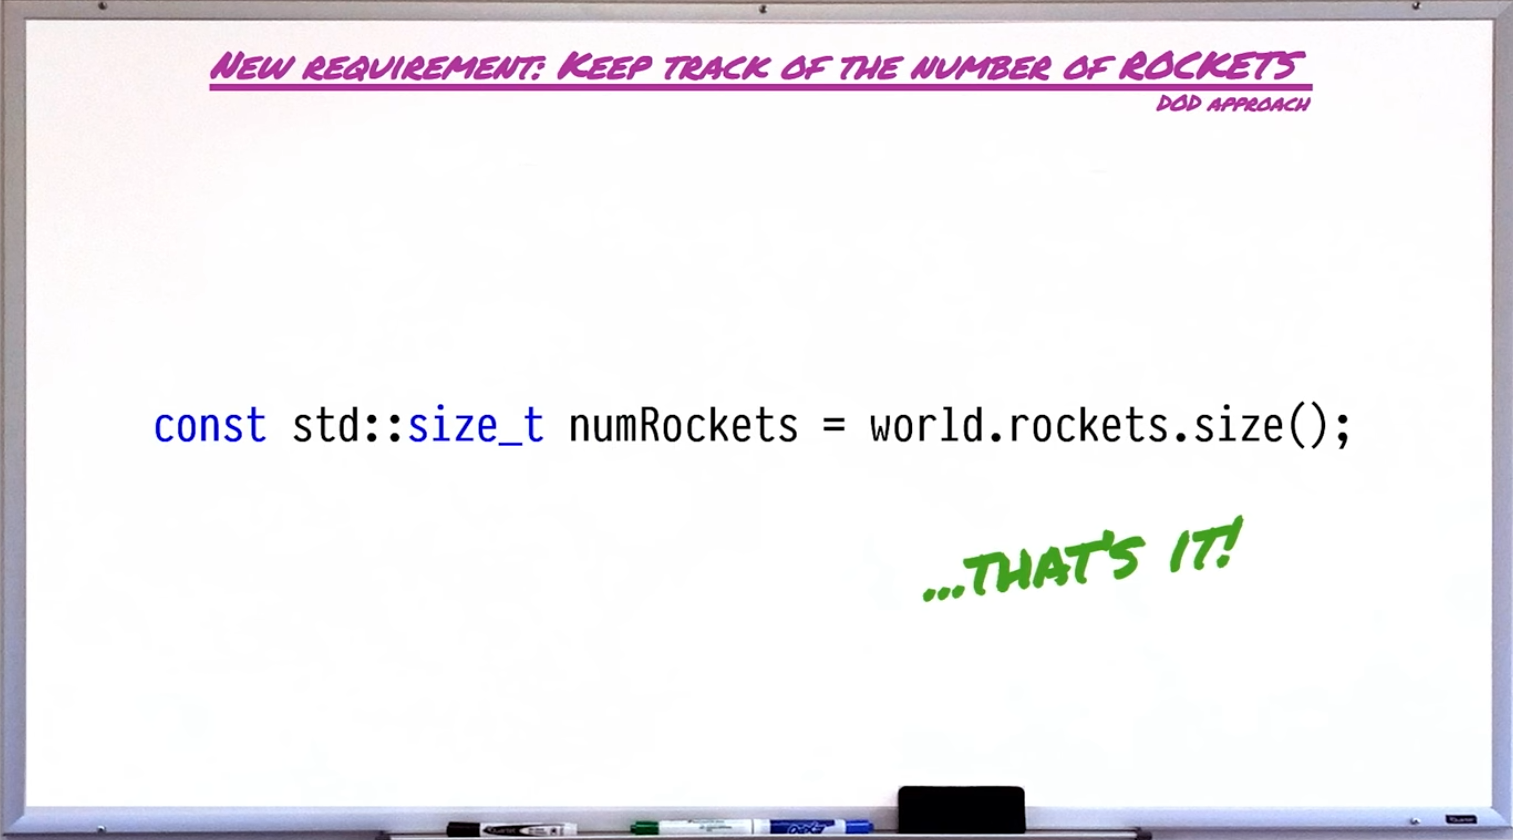 New requirement: Keep track of the number of ROCKETS
DOD approach
const std::size_t numRockets = world.rockets.size();
...that's it!